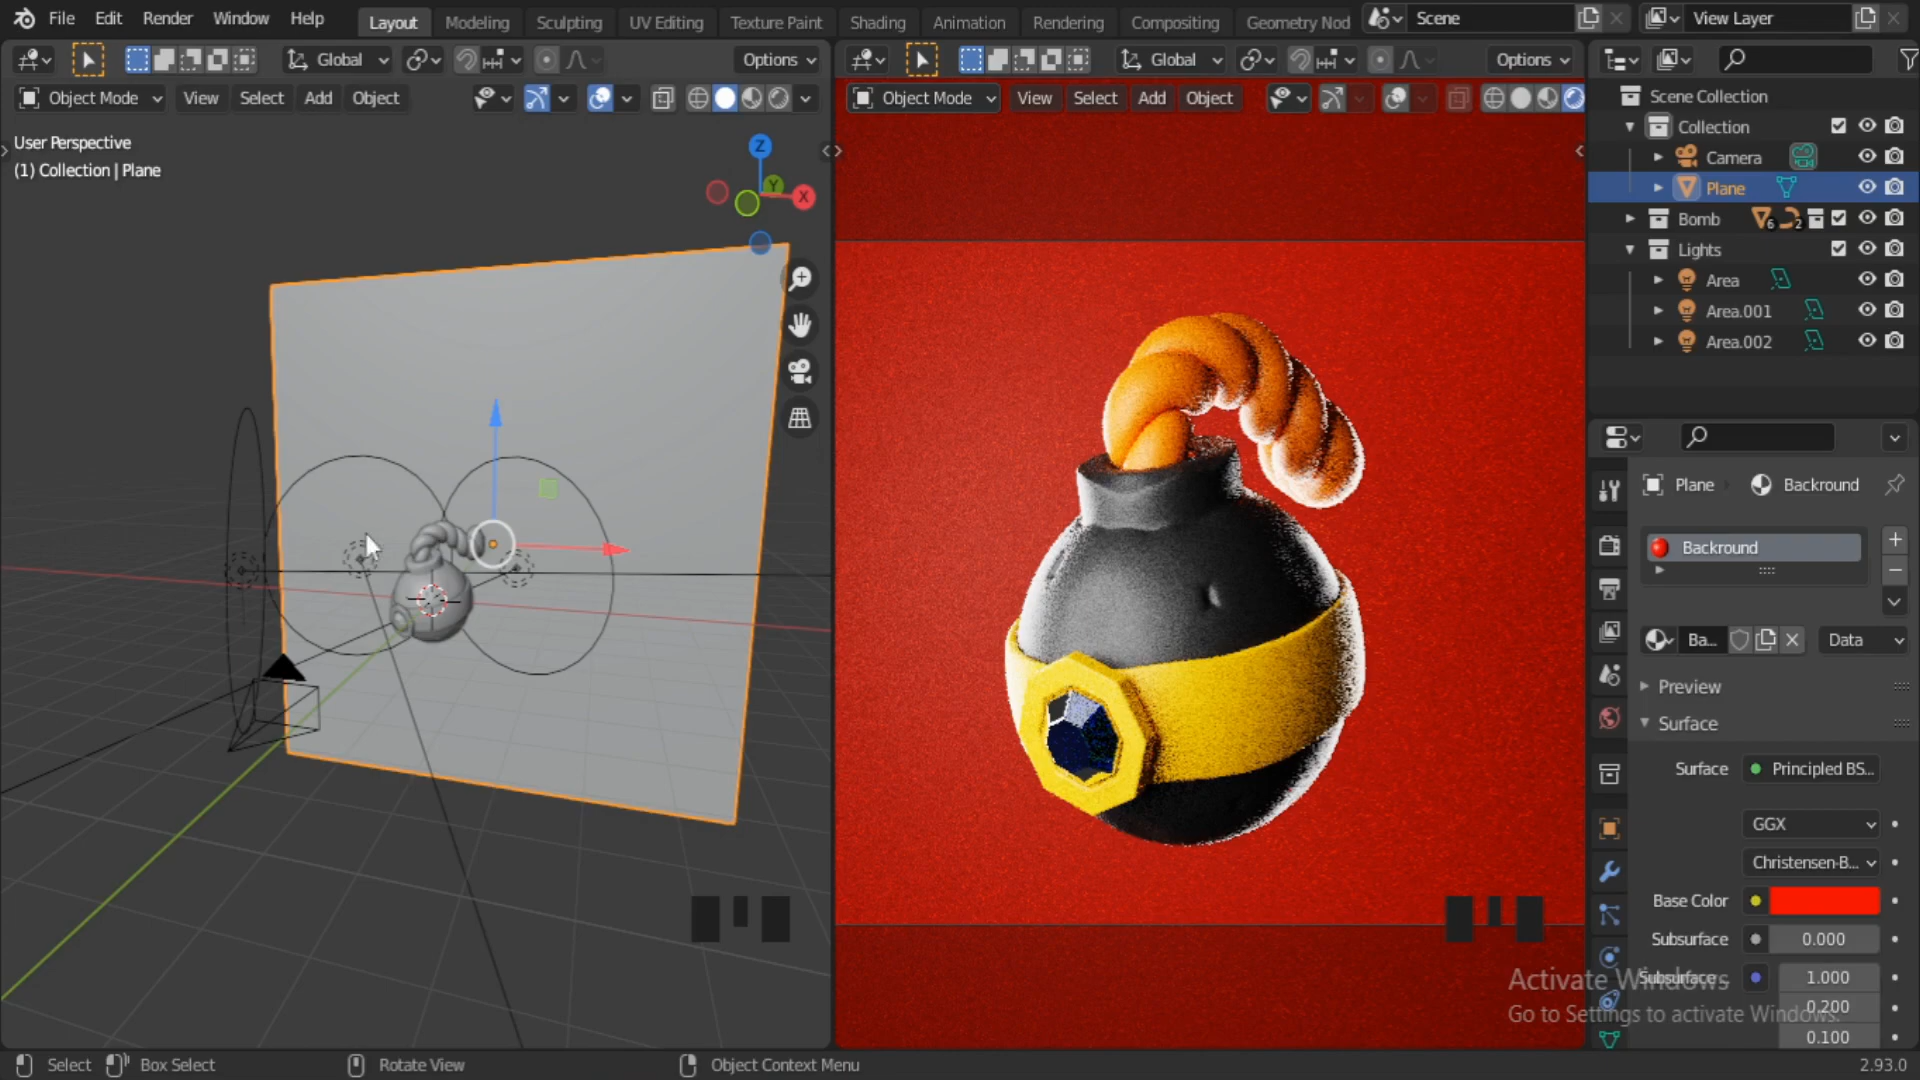 File Edit Render Window Help
Layout Modeling Sculpting UV Editing Texture Paint Shading Animation Rendering Compositing Geometry Nod
Scene
View Layer
Global
Options
Global
Options
Object Mode View Select Add Object
Object Mode View Select Add Object
User Perspective
(1) Collection | Plane
Z
Y
X
Scene Collection
Collection
Camera
Plane
Bomb 6 2
Lights
Area
Area.001
Area.002
Plane Backround
Backround
Ba... Data
Preview
Surface
Surface Principled BS...
GGX
Christensen-B...
Base Color
Subsurface 0.000
Subsurface 1.000
0.200
0.100
Activate Windows
Go to Settings to activate Windows.
Select Box Select Rotate View Object Context Menu 2.93.0